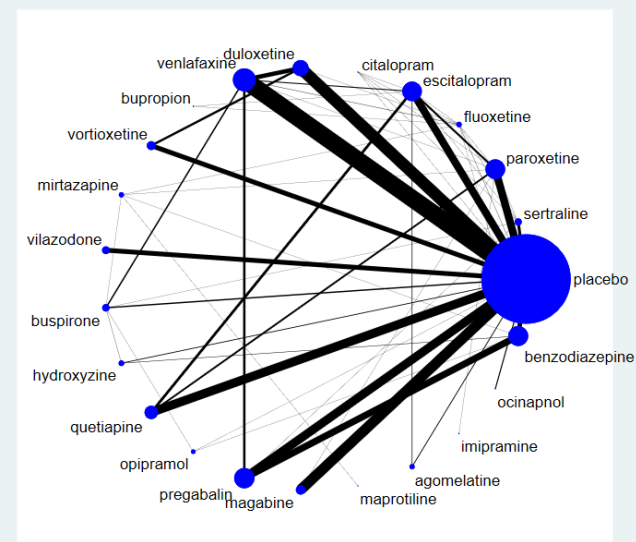 duloxetine
venlafaxine
citalopram
escitalopram
bupropion
fluoxetine
vortioxetine
paroxetine
mirtazapine
sertraline
vilazodone
placebo
buspirone
benzodiazepine
hydroxyzine
ocinapnol
quetiapine
imipramine
opipramol
agomelatine
pregabalin
magabine
maprotiline